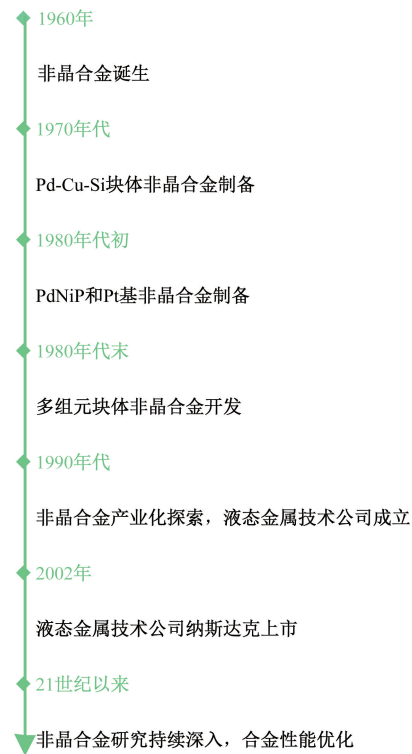 1960年
非晶合金诞生
1970年代
Pd-Cu-Si块体非晶合金制备
1980年代初
PdNiP和Pt基非晶合金制备
1980年代末
多组元块体非晶合金开发
1990年代
非晶合金产业化探索，液态金属技术公司成立
2002年
液态金属技术公司纳斯达克上市
21世纪以来
非晶合金研究持续深入，合金性能优化